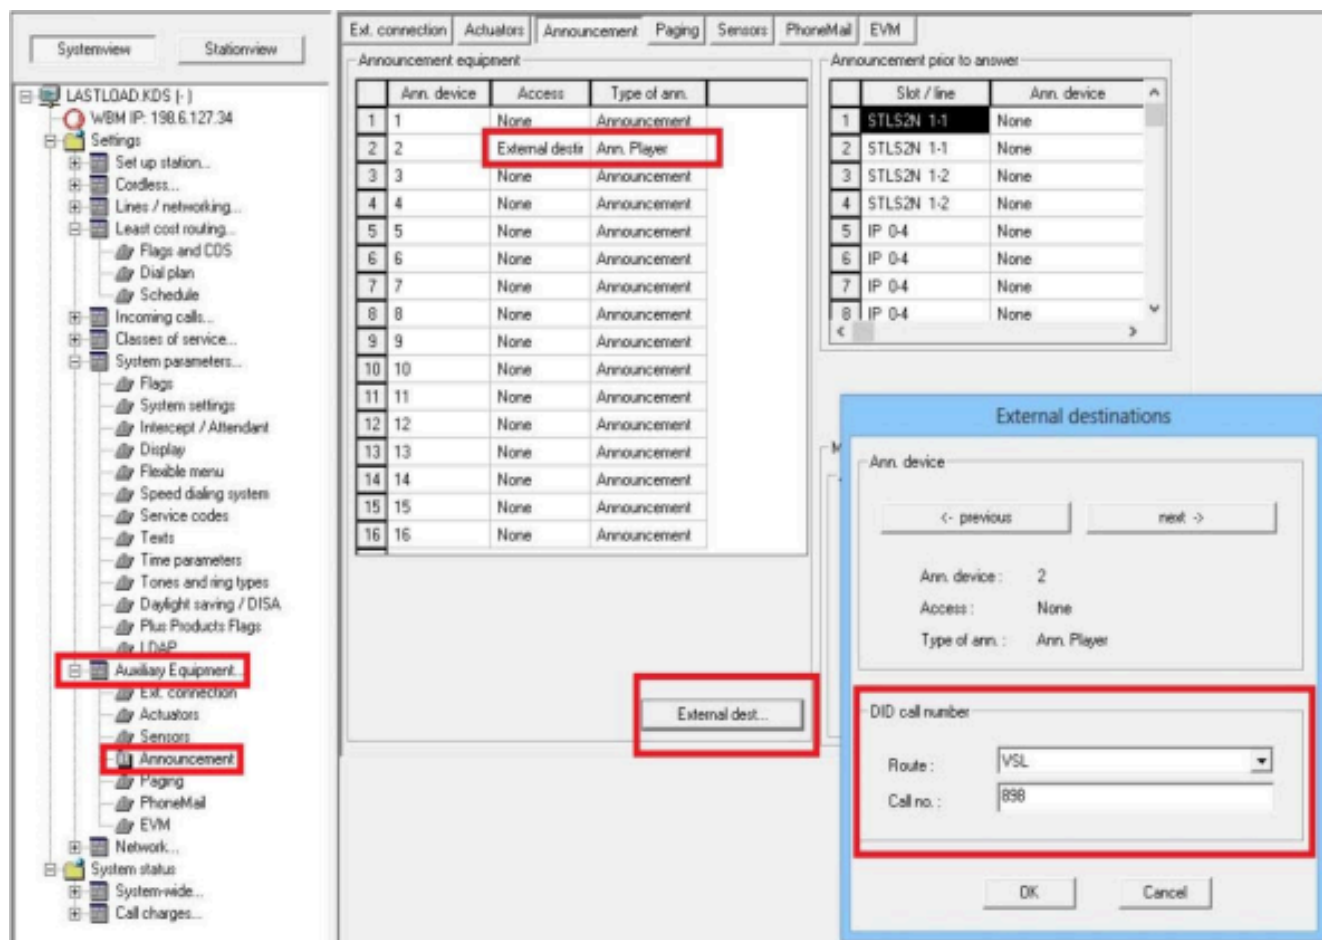 Systemview Stationview
LASTLOAD.KDS (- )
WBM IP: 198.6.127.34
Settings
Set up station...
Cordless...
Lines / networking...
Least cost routing...
Flags and COS
Dial plan
Schedule
Incoming calls...
Classes of service...
System parameters...
Flags
System settings
Intercept / Attendant
Display
Flexible menu
Speed dialing system
Service codes
Texts
Time parameters
Tones and ring types
Daylight saving / DISA
Plus Products Flags
LDAP
Auxiliary Equipment...
Ext. connection
Actuators
Sensors
Announcement
Paging
PhoneMail
EVM
Network...
System status
System-wide...
Call charges...
Ext. connection Actuators Announcement Paging Sensors PhoneMail EVM
Announcement equipment
Ann. device Access Type of ann.
1 1 None Announcement
2 2 External destir Ann. Player
3 3 None Announcement
4 4 None Announcement
5 5 None Announcement
6 6 None Announcement
7 7 None Announcement
8 8 None Announcement
9 9 None Announcement
10 10 None Announcement
11 11 None Announcement
12 12 None Announcement
13 13 None Announcement
14 14 None Announcement
15 15 None Announcement
16 16 None Announcement
External dest...
Announcement prior to answer
Slot / line Ann. device
1 STLS2N 1-1 None
2 STLS2N 1-1 None
3 STLS2N 1-2 None
4 STLS2N 1-2 None
5 IP 0-4 None
6 IP 0-4 None
7 IP 0-4 None
8 IP 0-4 None
M
External destinations
Ann. device
<- previous next ->
Ann. device : 2
Access : None
Type of ann. : Ann. Player
DID call number
Route : VSL
Call no. : 898
OK Cancel